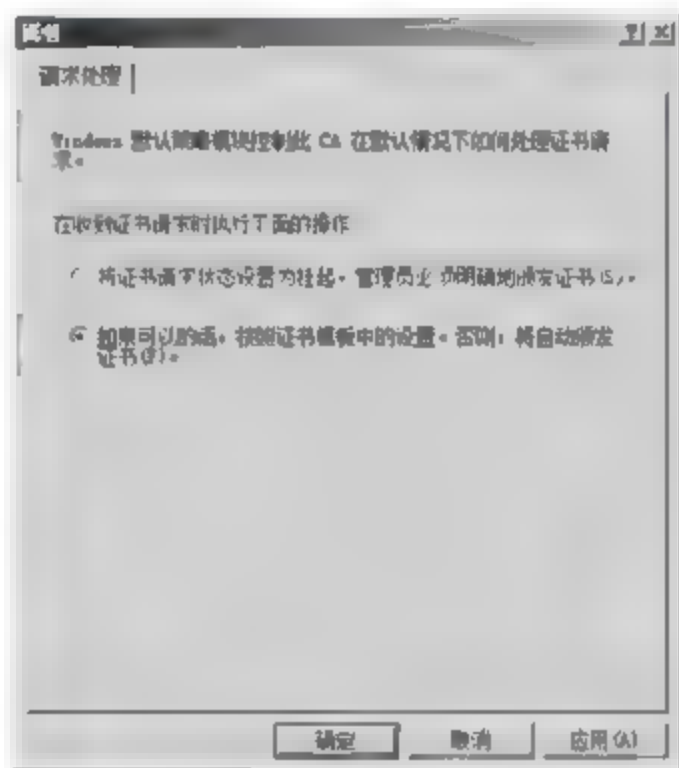 属性
请求处理
Windows 默认策略模块控制此 CA 在默认情况下如何处理证书请
求。
在收到证书请求时执行下面的操作
将证书请求状态设置为挂起。管理员必须明确地颁发证书(S)。
如果可以的话，按照证书模板中的设置。否则，将自动颁发
证书(F)。
确定
取消
应用(A)